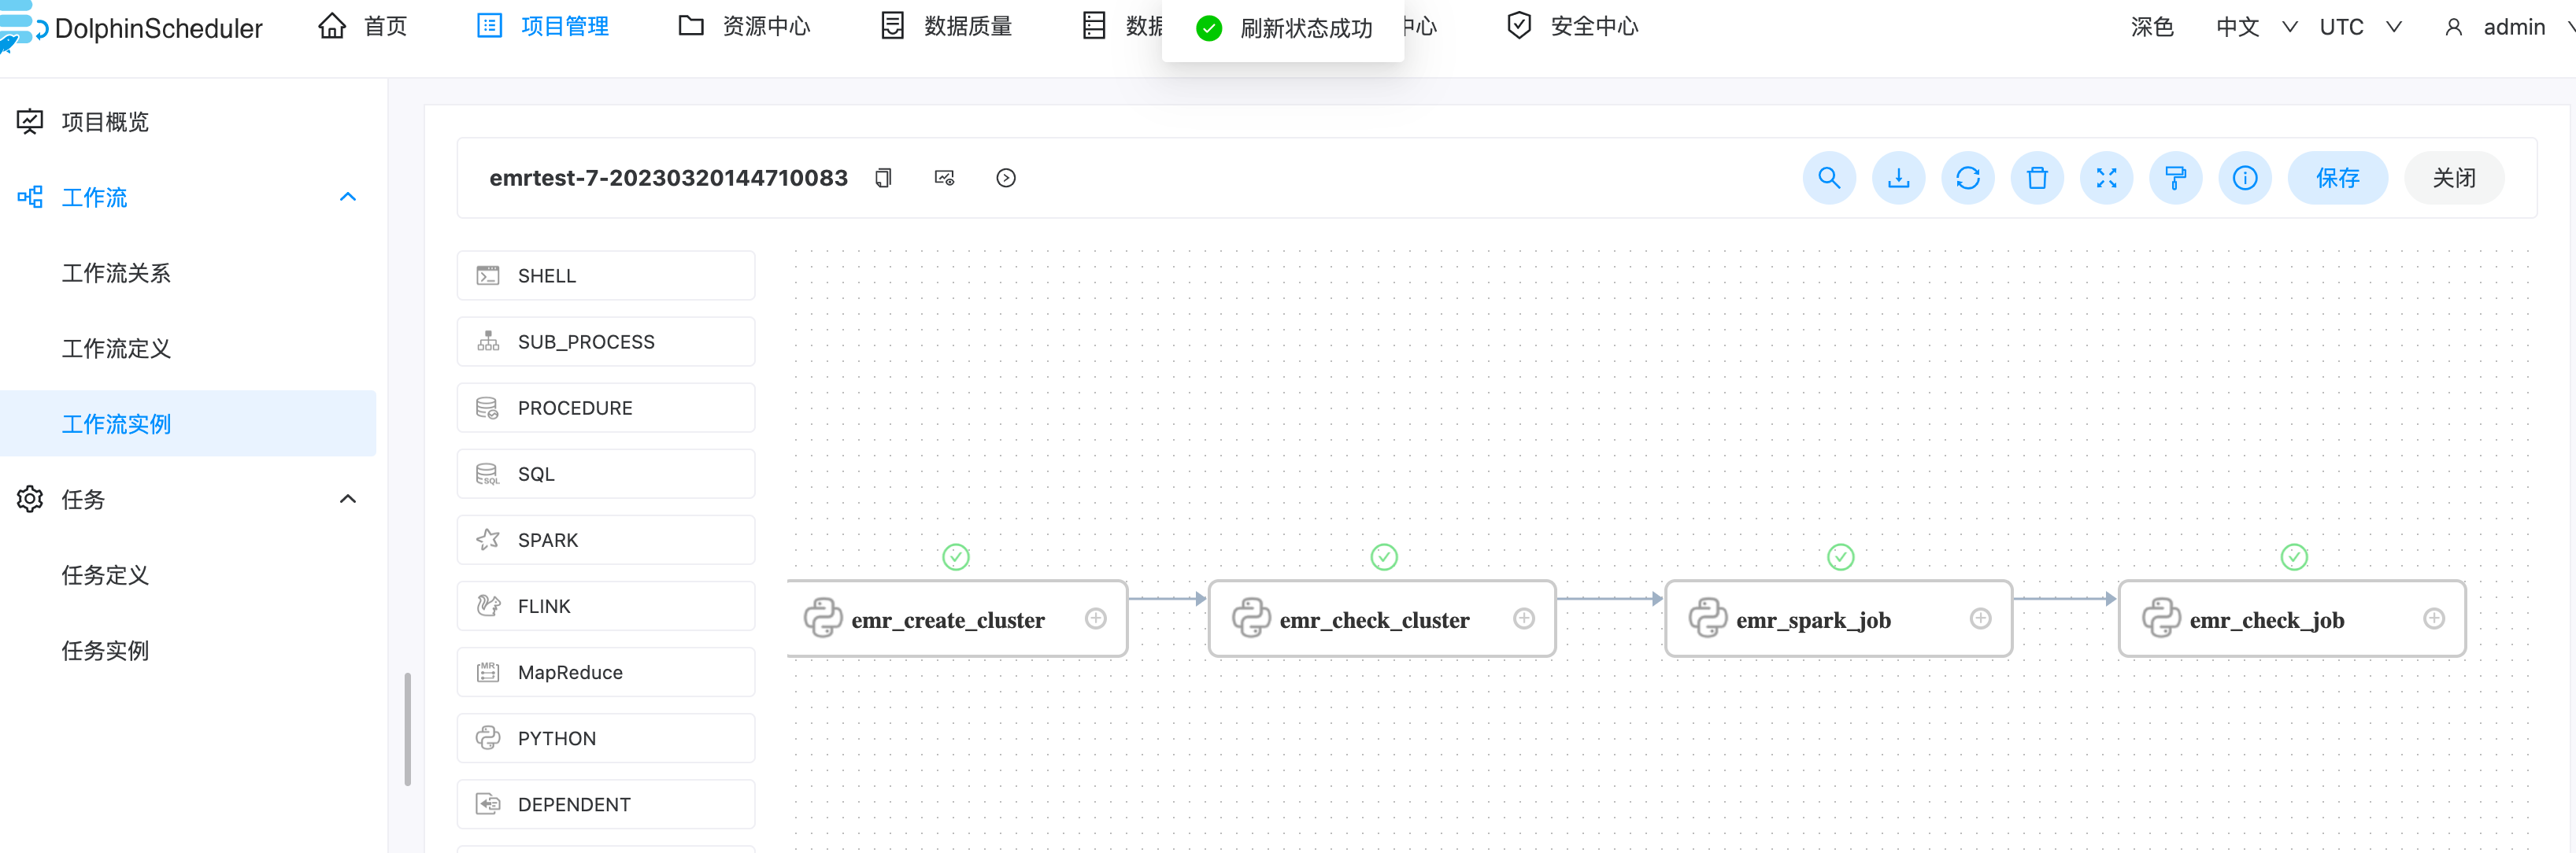 DolphinScheduler
首页
项目管理
资源中心
数据质量
数据
刷新状态成功
中心
安全中心
深色
中文
UTC
admin
项目概览
工作流
工作流关系
工作流定义
工作流实例
任务
任务定义
任务实例
emrtest-7-20230320144710083
保存
关闭
SHELL
SUB_PROCESS
PROCEDURE
SQL
SPARK
FLINK
MapReduce
PYTHON
DEPENDENT
emr_create_cluster
emr_check_cluster
emr_spark_job
emr_check_job